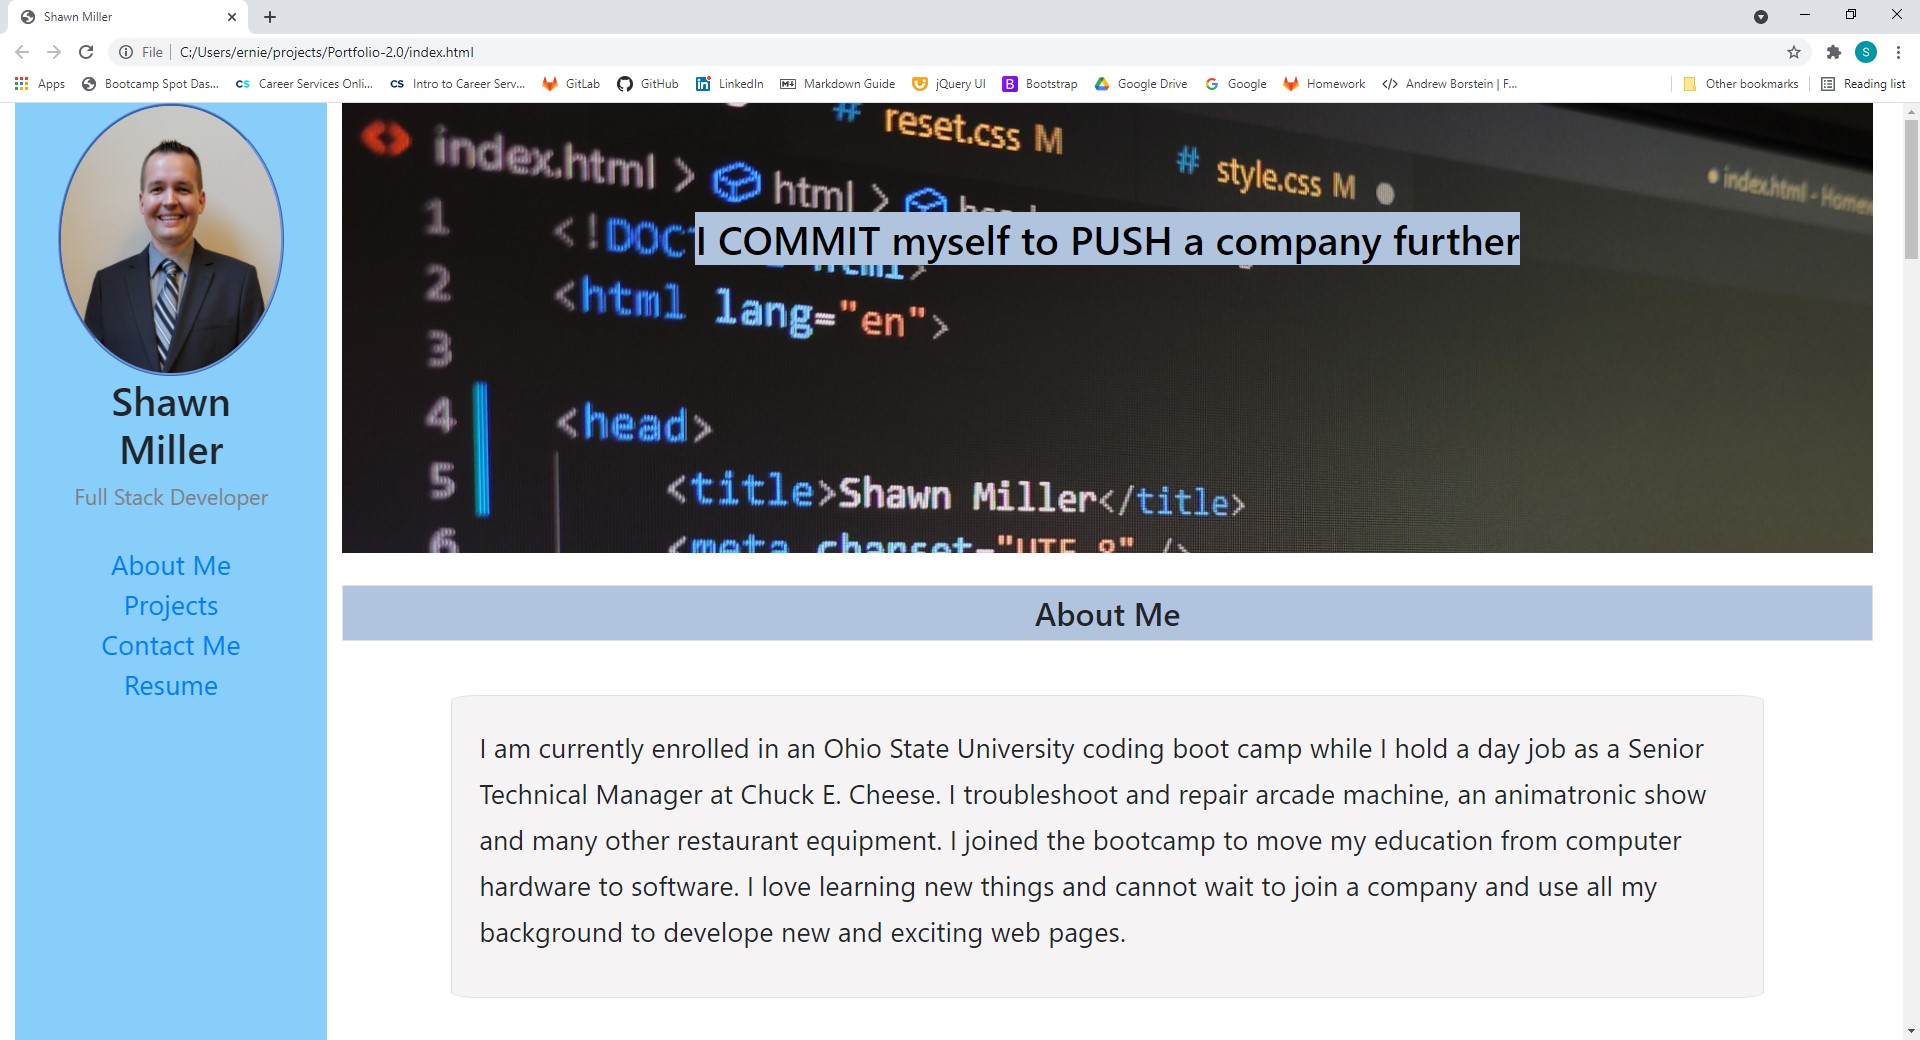 Shawn Miller
File
C:/Users/ernie/projects/Portfolio-2.0/index.html
S
Apps
Bootcamp Spot Das...
CS Career Services Onli...
CS Intro to Career Serv...
GitLab
GitHub
LinkedIn
Markdown Guide
jQuery UI
B Bootstrap
Google Drive
Google
Homework
Andrew Borstein | F...
Other bookmarks
Reading list
# reset.css M
index.html > html >
# style.css M
index.html -
I COMMIT myself to PUSH a company further
1 <!DOC
2 <html lang="en">
3
4 <head>
5 <title>Shawn Miller</title>
6 <meta charset="UTF-8" />
Shawn
Miller
Full Stack Developer
About Me
Projects
Contact Me
Resume
About Me
I am currently enrolled in an Ohio State University coding boot camp while I hold a day job as a Senior
Technical Manager at Chuck E. Cheese. I troubleshoot and repair arcade machine, an animatronic show
and many other restaurant equipment. I joined the bootcamp to move my education from computer
hardware to software. I love learning new things and cannot wait to join a company and use all my
background to develope new and exciting web pages.